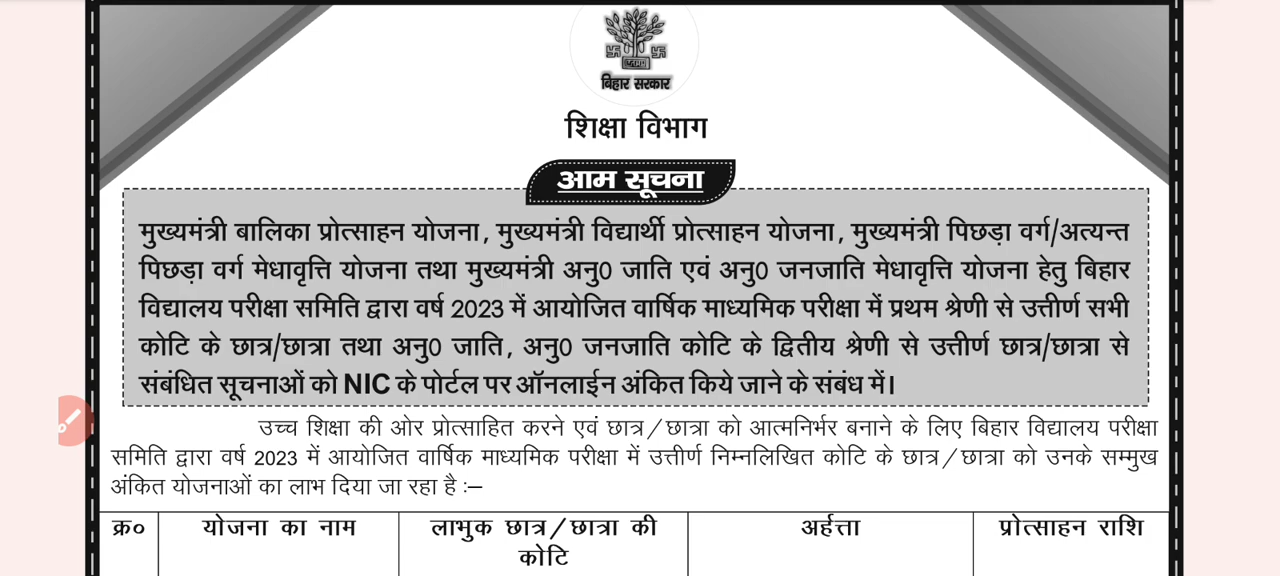 बिहार सरकार
शिक्षा विभाग
आम सूचना
मुख्यमंत्री बालिका प्रोत्साहन योजना, मुख्यमंत्री विद्यार्थी प्रोत्साहन योजना, मुख्यमंत्री पिछड़ा वर्ग/अत्यन्त
पिछड़ा वर्ग मेधावृत्ति योजना तथा मुख्यमंत्री अनु0 जाति एवं अनु0 जनजाति मेधावृत्ति योजना हेतु बिहार
विद्यालय परीक्षा समिति द्वारा वर्ष 2023 में आयोजित वार्षिक माध्यमिक परीक्षा में प्रथम श्रेणी से उत्तीर्ण सभी
कोटि के छात्र/छात्रा तथा अनु0 जाति, अनु0 जनजाति कोटि के द्वितीय श्रेणी से उत्तीर्ण छात्र/छात्रा से
संबंधित सूचनाओं को NIC के पोर्टल पर ऑनलाईन अंकित किये जाने के संबंध में।
उच्च शिक्षा की ओर प्रोत्साहित करने एवं छात्र/छात्रा को आत्मनिर्भर बनाने के लिए बिहार विद्यालय परीक्षा
समिति द्वारा वर्ष 2023 में आयोजित वार्षिक माध्यमिक परीक्षा में उत्तीर्ण निम्नलिखित कोटि के छात्र/छात्रा को उनके सम्मुख
अंकित योजनाओं का लाभ दिया जा रहा है :–
क्र० योजना का नाम लाभुक छात्र/छात्रा की अर्हत्ता प्रोत्साहन राशि
कोटि